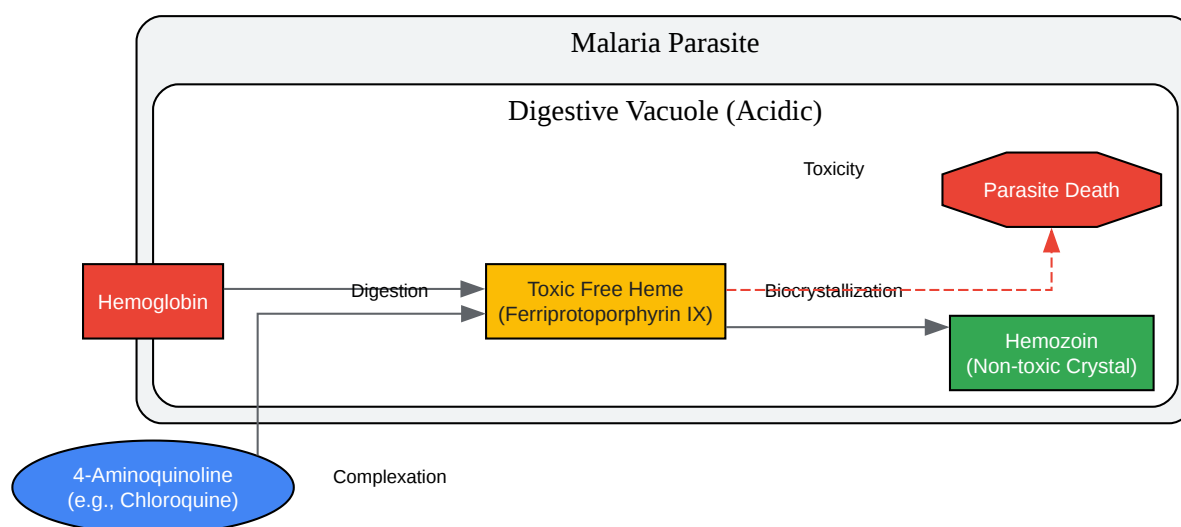 Malaria Parasite
Digestive Vacuole (Acidic)
Toxicity
Parasite Death
Hemoglobin
Digestion
Toxic Free Heme
(Ferriprotoporphyrin IX)
Biocrystallization
Hemozoin
(Non-toxic Crystal)
4-Aminoquinoline
(e.g., Chloroquine)
Complexation